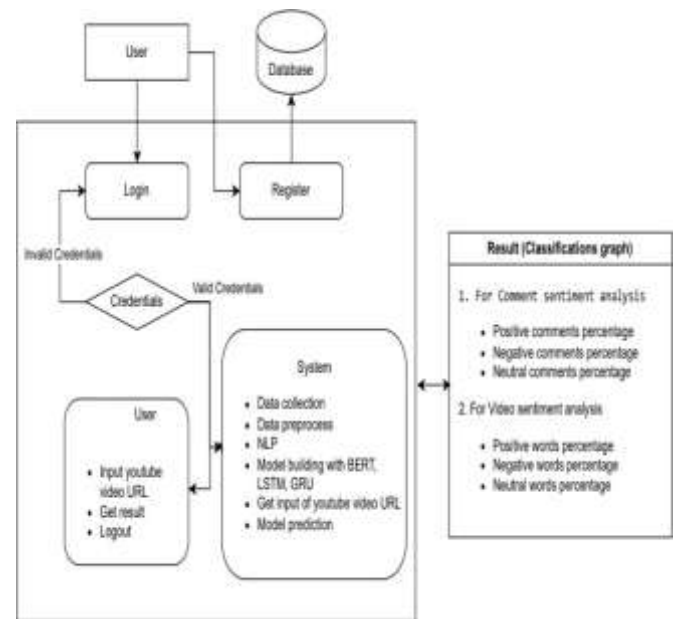 User
Database
Login
Register
Invalid Credentials
Credentials
Valid Credentials
User
• Input youtube
video URL
• Get result
• Logout
System
• Data collection
• Data preprocess
• NLP
• Model building with BERT,
LSTM, GRU
• Get input of youtube video URL
• Model prediction
Result (Classifications graph)
1. For Comment sentiment analysis
• Positive comments percentage
• Negative comments percentage
• Neutral comments percentage
2. For Video sentiment analysis
• Positive words percentage
• Negative words percentage
• Neutral words percentage